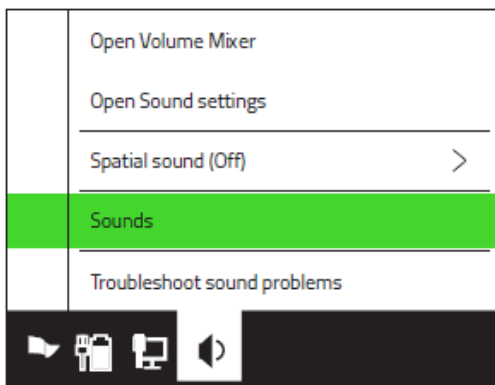 Open Volume Mixer
Open Sound settings
Spatial sound (Off)
Sounds
Troubleshoot sound problems